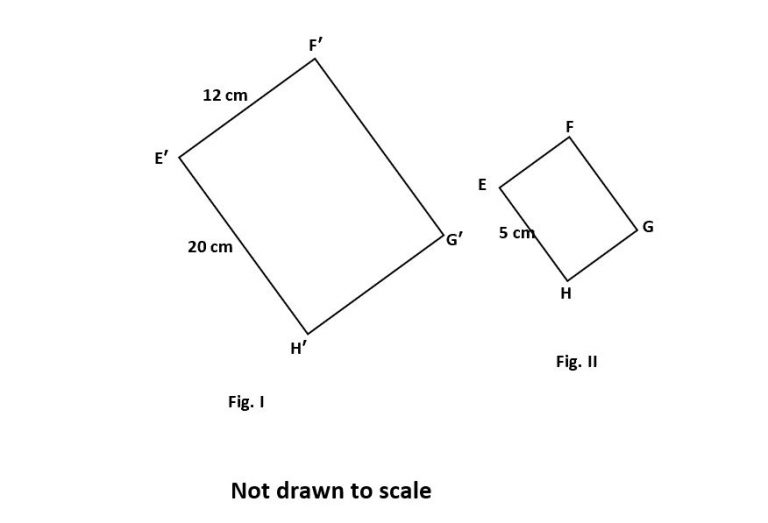 F′
12 cm
E′
20 cm
G′
H′
Fig. I
F
E
5 cm
G
H
Fig. II
Not drawn to scale